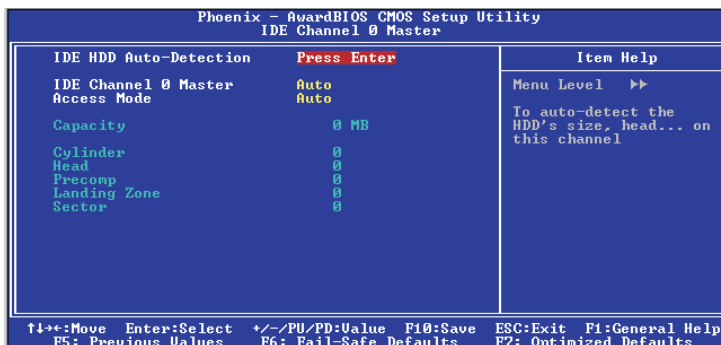 Phoenix - AwardBIOS CMOS Setup Utility
IDE Channel 0 Master
IDE HDD Auto-Detection Press Enter
Item Help
IDE Channel 0 Master Auto
Access Mode Auto
Capacity 0 MB
Cylinder 0
Head 0
Precomp 0
Landing Zone 0
Sector 0
Menu Level ▸▸
To auto-detect the
HDD's size, head... on
this channel
↑↓→←:Move Enter:Select +/-/PU/PD:Value F10:Save ESC:Exit F1:General Help
F5: Previous Values F6: Fail-Safe Defaults F7: Optimized Defaults